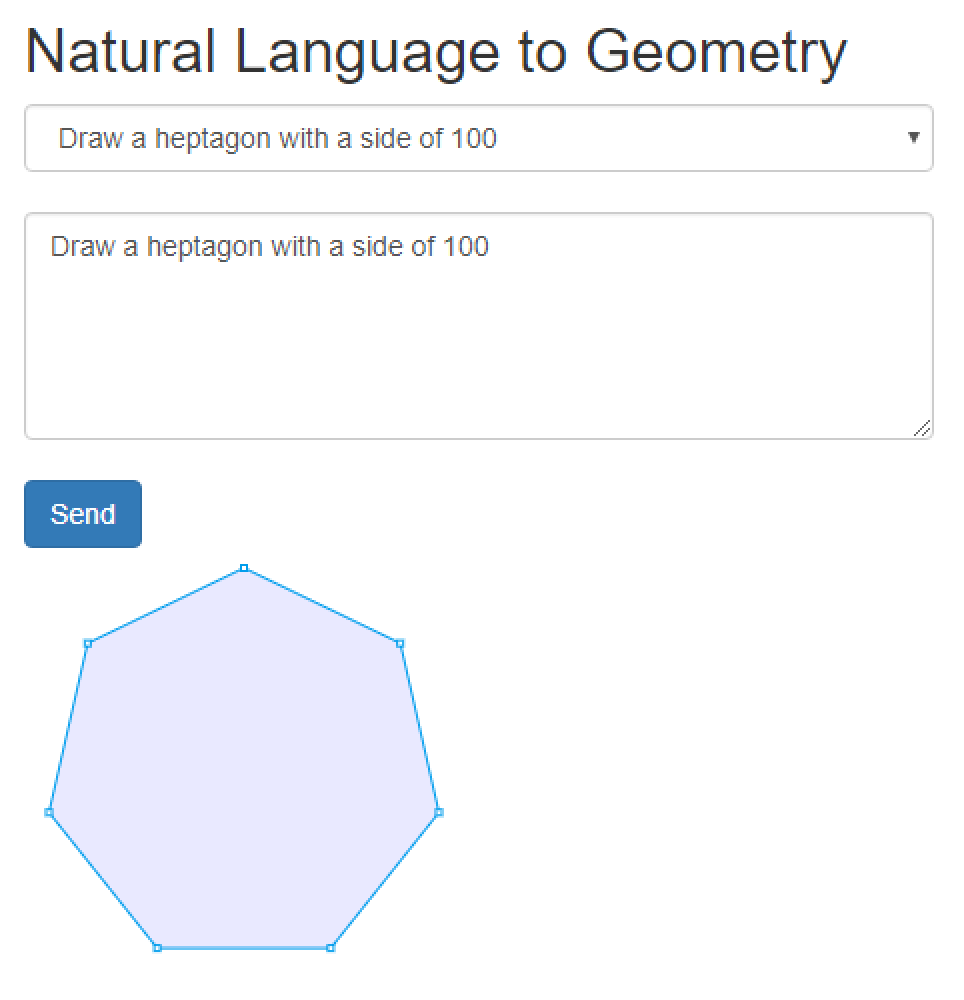 Natural Language to Geometry
Draw a heptagon with a side of 100
Draw a heptagon with a side of 100
Send